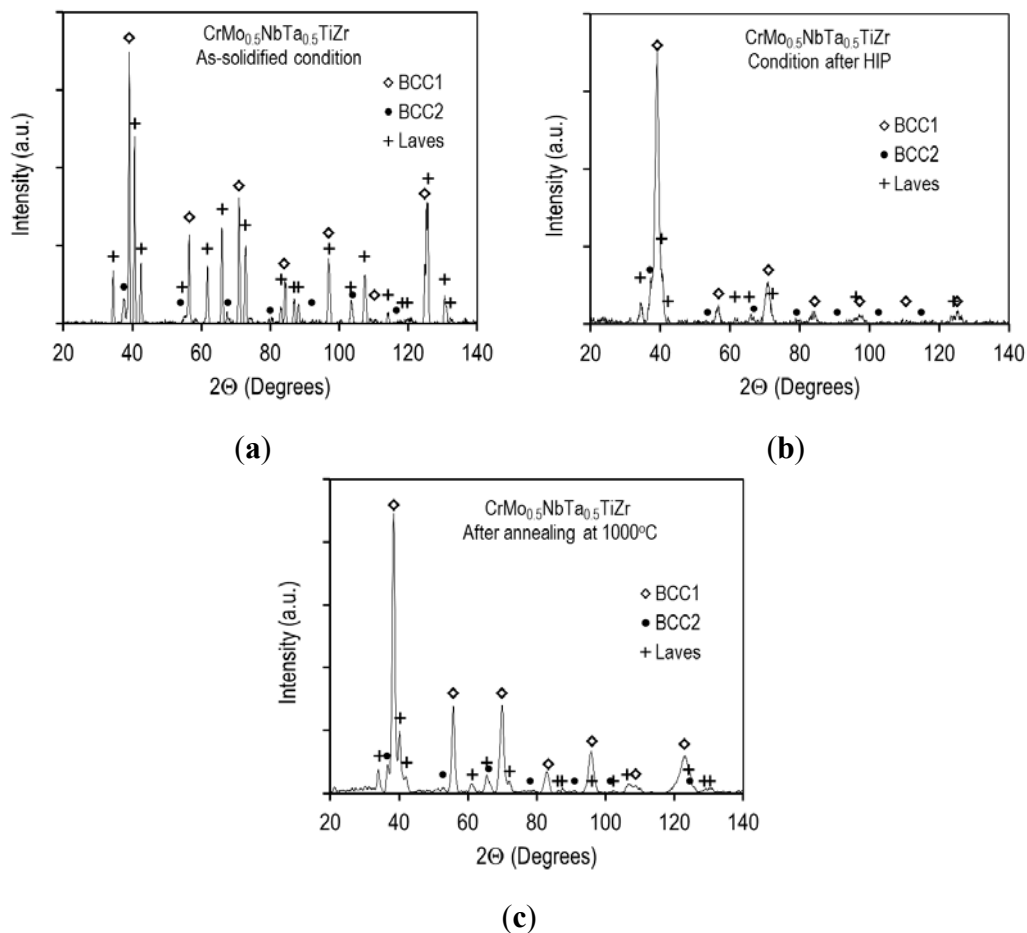 CrMo0.5NbTa0.5TiZr
As-solidified condition
BCC1
BCC2
Laves
Intensity (a.u.)
20 40 60 80 100 120 140
2Θ (Degrees)
(a)
CrMo0.5NbTa0.5TiZr
Condition after HIP
BCC1
BCC2
Laves
Intensity (a.u.)
20 40 60 80 100 120 140
2Θ (Degrees)
(b)
CrMo0.5NbTa0.5TiZr
After annealing at 1000°C
BCC1
BCC2
Laves
Intensity (a.u.)
20 40 60 80 100 120 140
2Θ (Degrees)
(c)